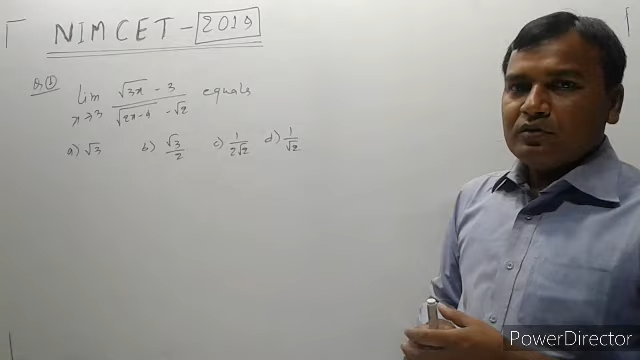 NIMCET - 2019
Q.① lim x→3 (√3x - 3)/(√2x-4 - √2) equals
a) √3 b) √3/2 c) 1/2√2 d) 1/√2
PowerDirector